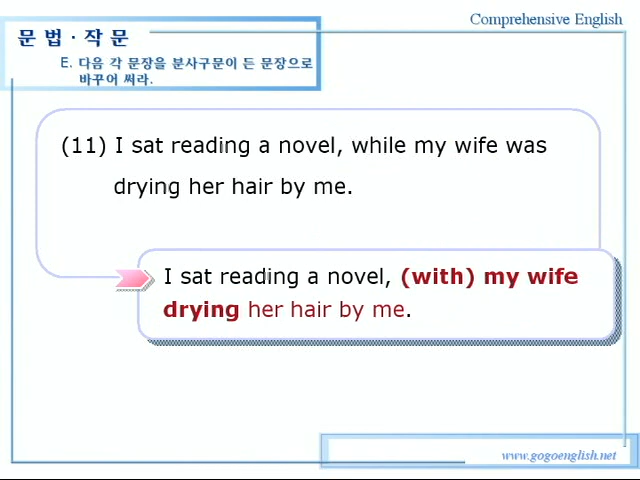 Comprehensive English
문 법 · 작 문
E. 다음 각 문장을 분사구문이 든 문장으로
바꾸어 써라.
(11) I sat reading a novel, while my wife was
drying her hair by me.
I sat reading a novel, (with) my wife
drying her hair by me.
www.gogoenglish.net